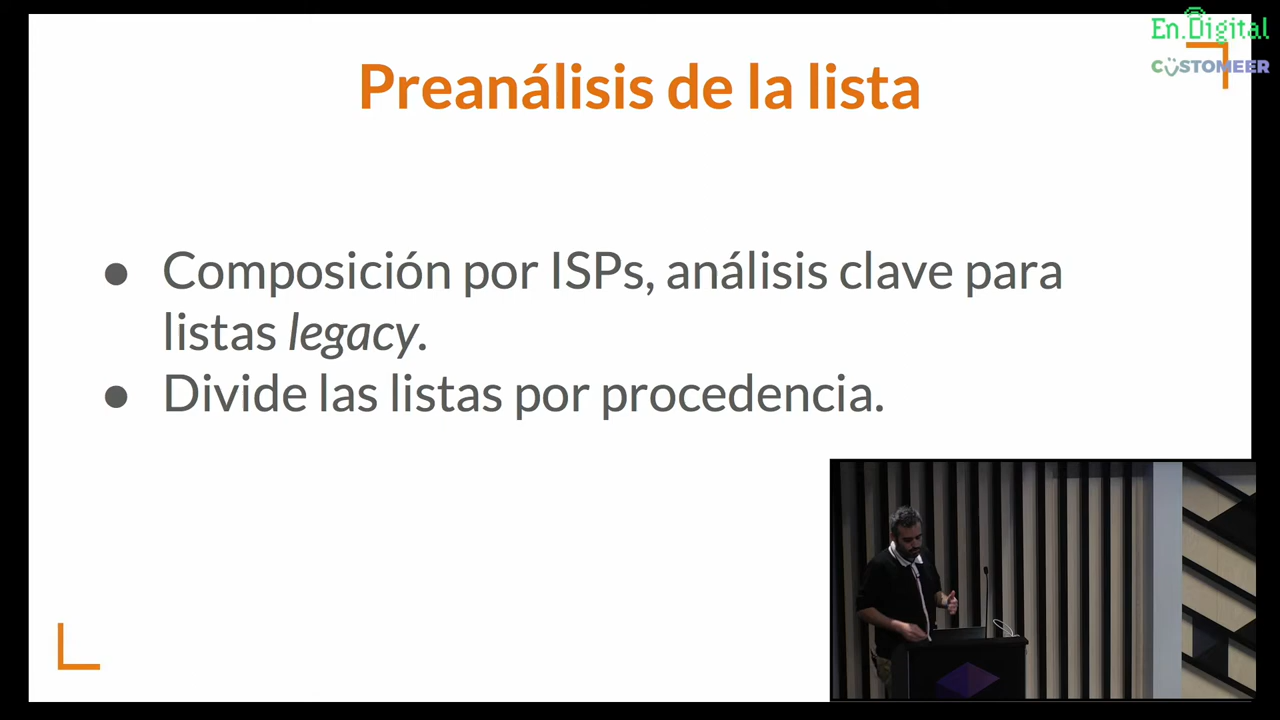 En.Digital
CUSTOMEER
Preanálisis de la lista
● Composición por ISPs, análisis clave para
listas legacy.
● Divide las listas por procedencia.